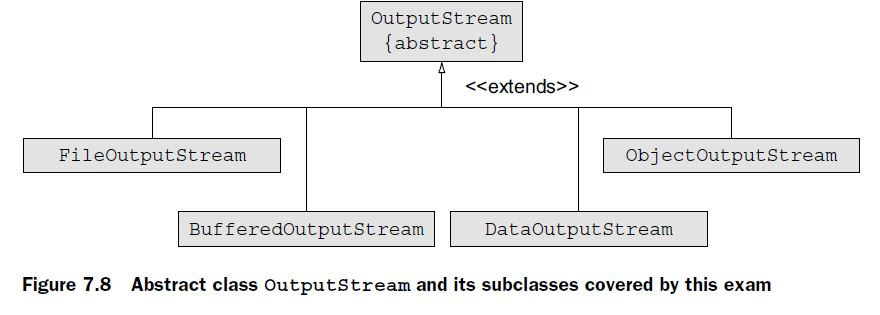 OutputStream
{abstract}
<<extends>>
FileOutputStream
ObjectOutputStream
BufferedOutputStream
DataOutputStream
Figure 7.8 Abstract class OutputStream and its subclasses covered by this exam